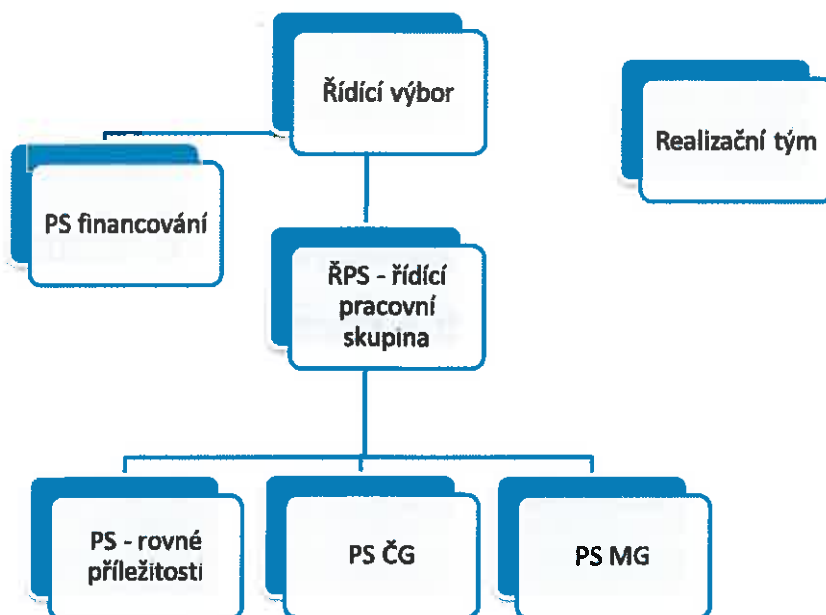 Řídící výbor
Realizační tým
PS financování
ŘPS - řídící
pracovní
skupina
PS - rovné
příležitosti
PS ČG
PS MG